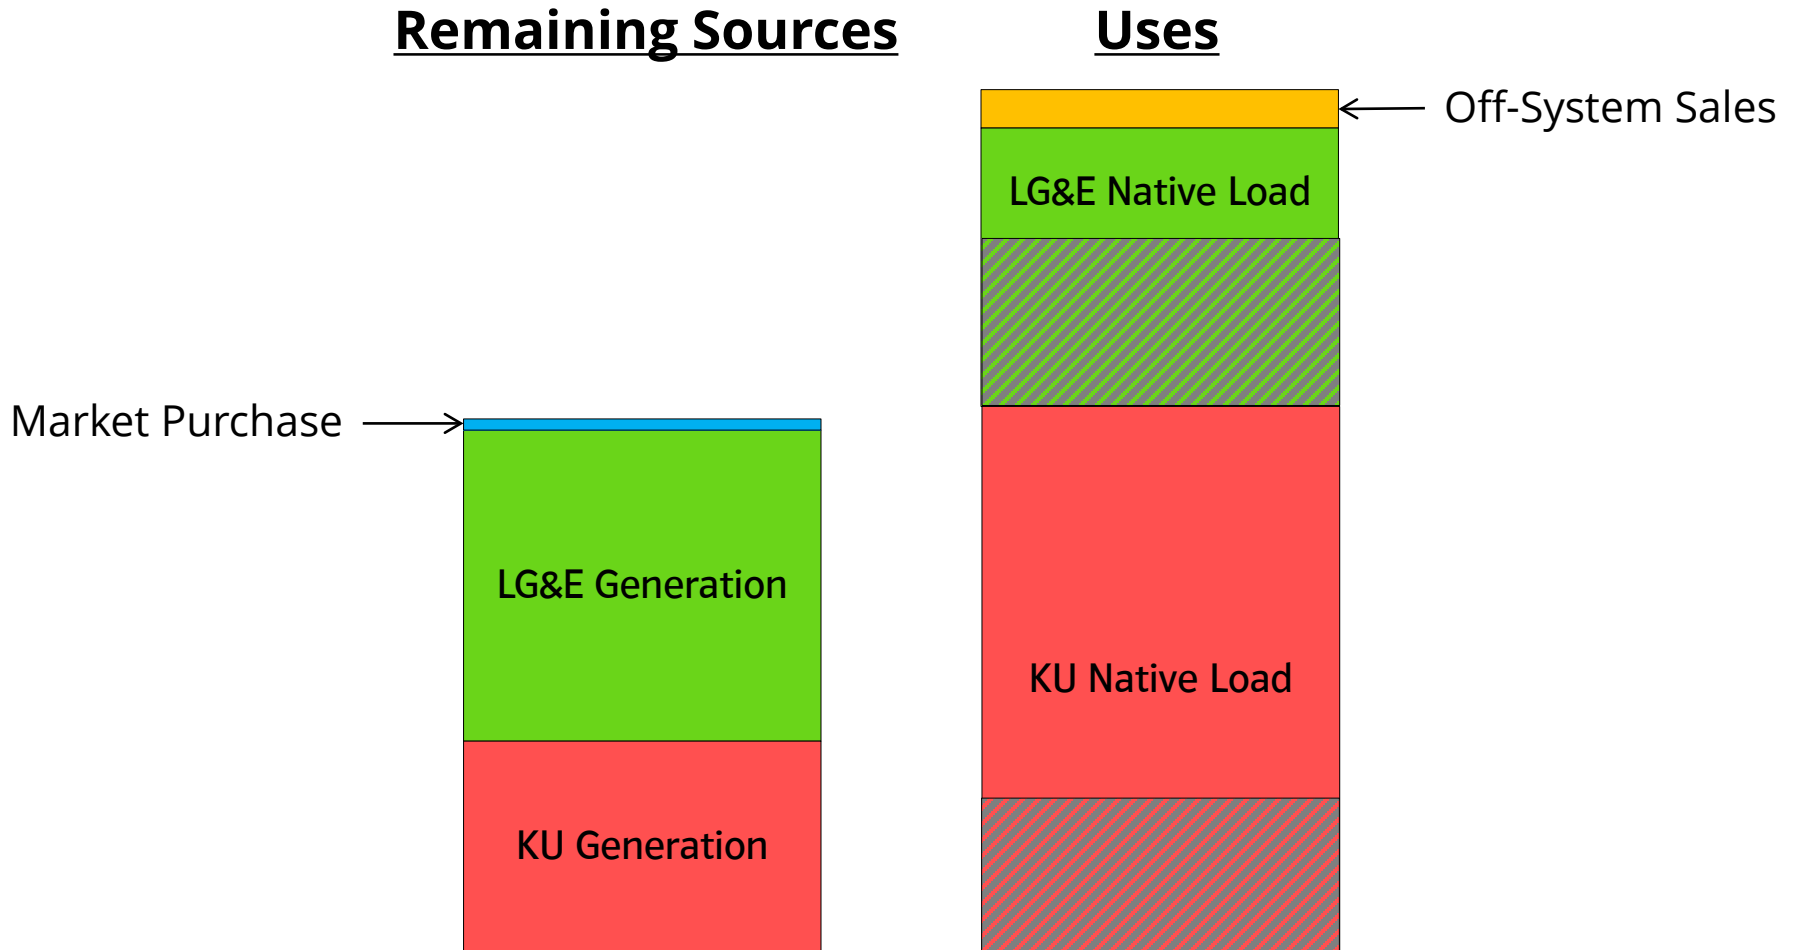 Remaining Sources
Uses
Off-System Sales
LG&E Native Load
Market Purchase
LG&E Generation
KU Native Load
KU Generation